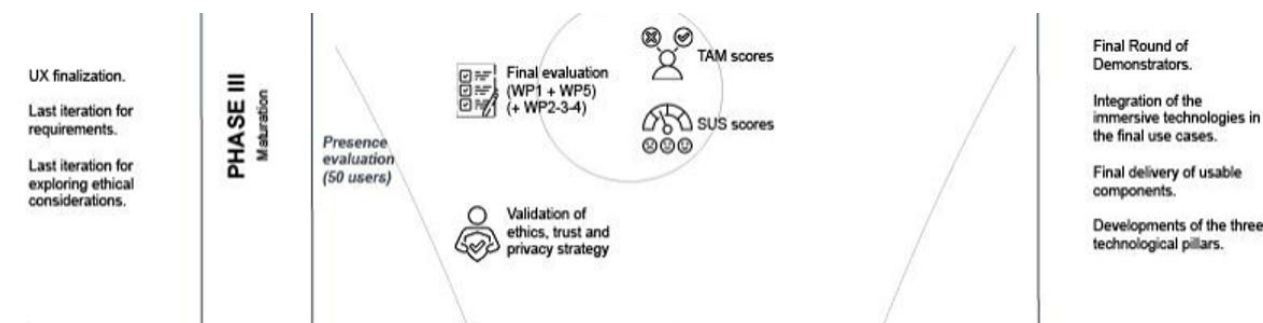 UX finalization.
Last iteration for
requirements.
Last iteration for
exploring ethical
considerations.
PHASE III
Maturation
Presence
evaluation
(50 users)
Final evaluation
(WP1 + WP5)
(+ WP2-3-4)
TAM scores
SUS scores
Validation of
ethics, trust and
privacy strategy
Final Round of
Demonstrators.
Integration of the
immersive technologies in
the final use cases.
Final delivery of usable
components.
Developments of the three
technological pillars.